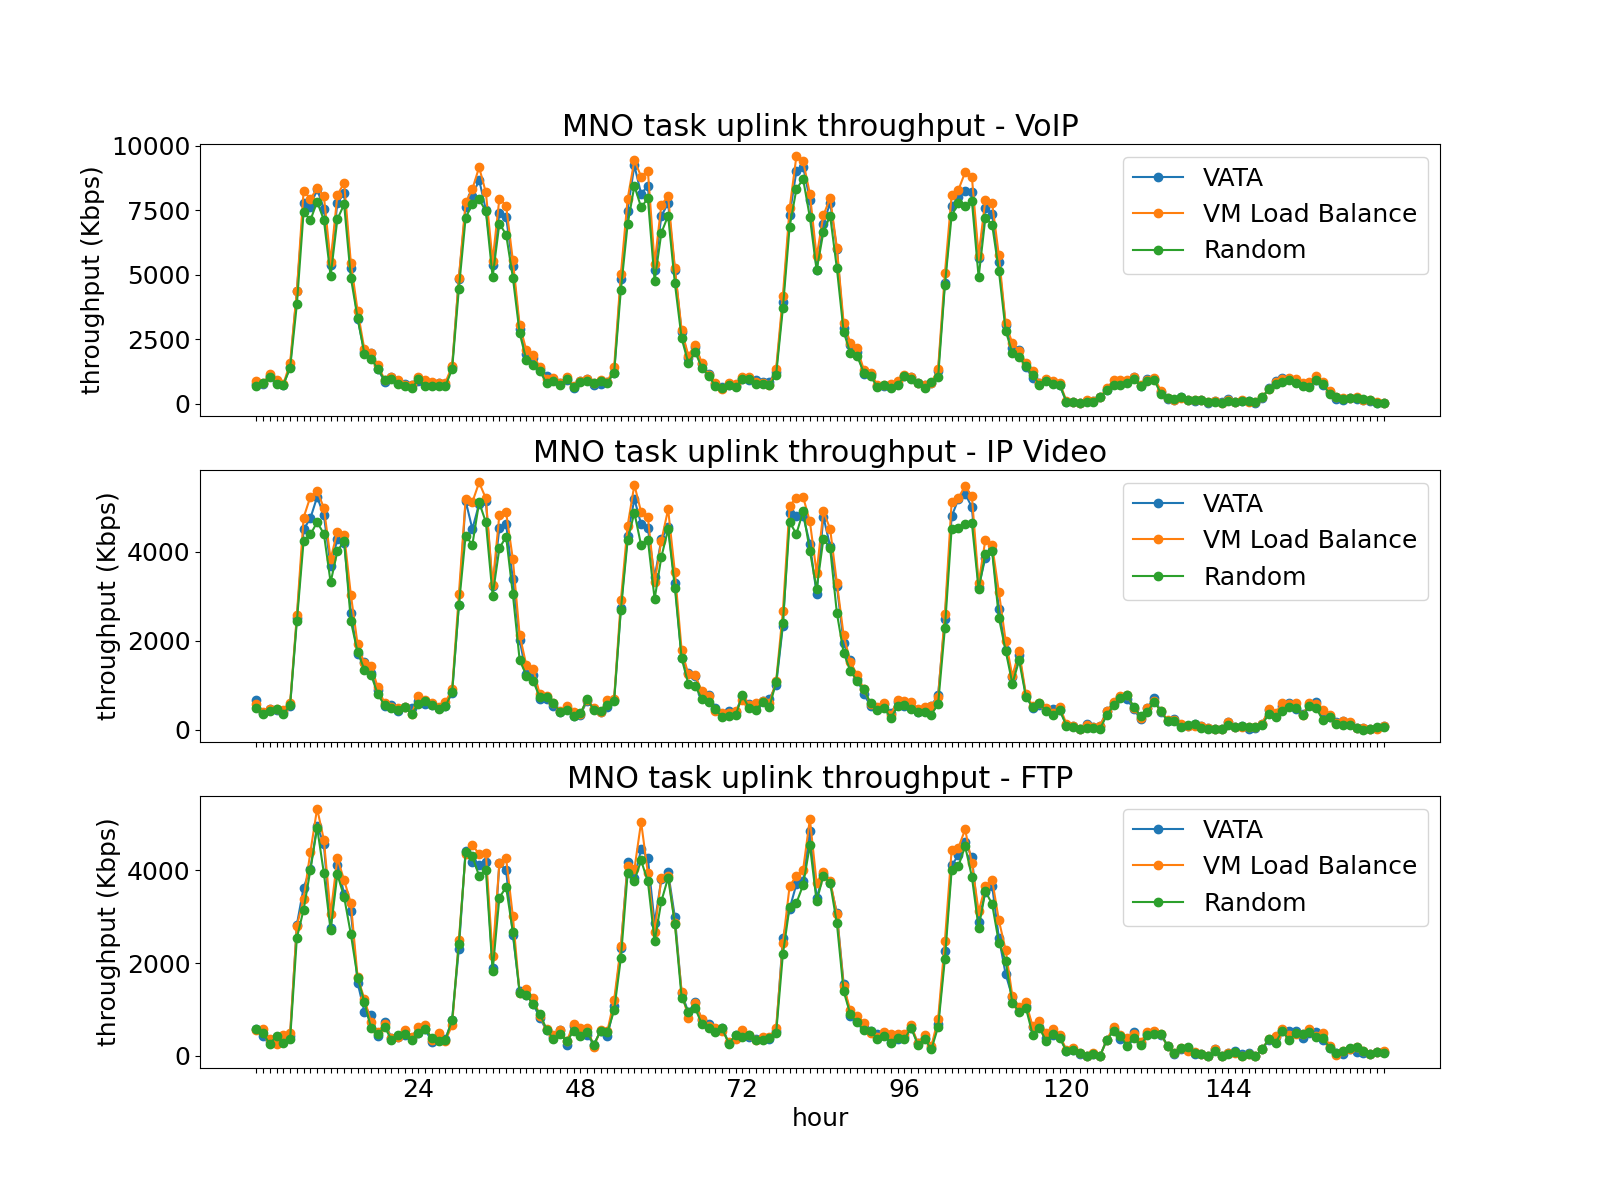 MNO task uplink throughput - VoIP
throughput (Kbps)
10000
7500
5000
2500
0
VATA
VM Load Balance
Random
MNO task uplink throughput - IP Video
throughput (Kbps)
4000
2000
0
VATA
VM Load Balance
Random
MNO task uplink throughput - FTP
throughput (Kbps)
4000
2000
0
VATA
VM Load Balance
Random
24 48 72 96 120 144
hour